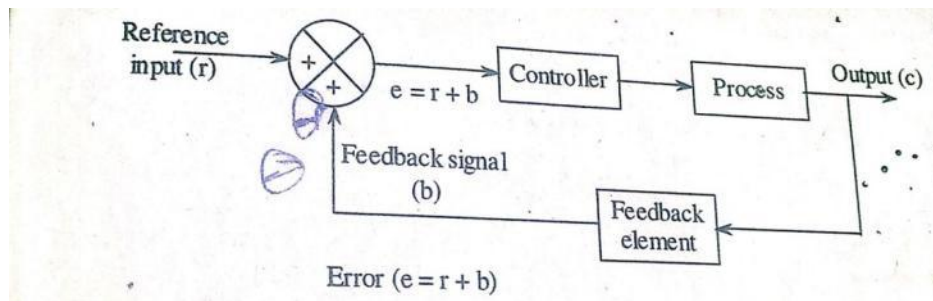 Reference
input (r)
+
+
e = r + b
Controller
Process
Output (c)
Feedback signal
(b)
Feedback
element
Error (e = r + b)